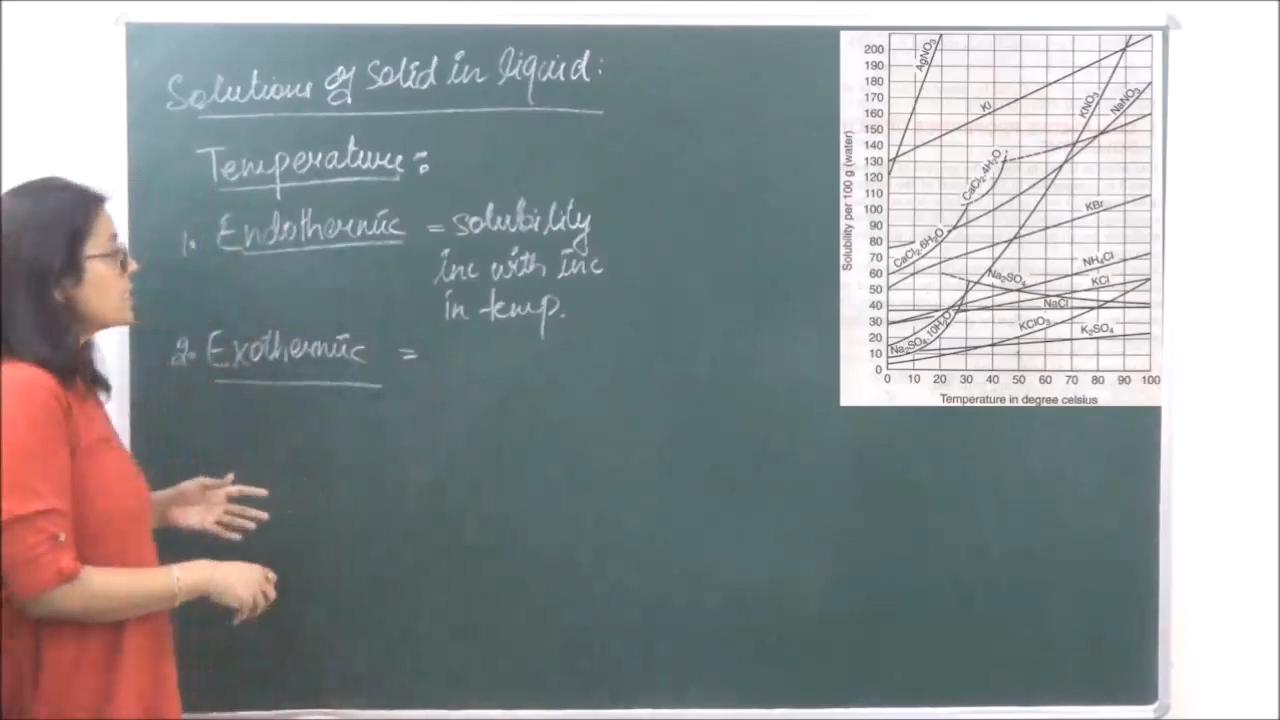 Solutions of solid in liquid:
Temperature:
1. Endothermic = solubility
inc with inc
in temp.
2. Exothermic =
Solubility per 100 g (water)
200
190
180
170
160
150
140
130
120
110
100
90
80
70
60
50
40
30
20
10
0
AgNO3
KI
KNO3
NaNO3
CaCl2.4H2O
CaCl2.6H2O
KBr
NH4Cl
Na2SO4
KCl
NaCl
KClO3
K2SO4
Na2SO4.10H2O
0 10 20 30 40 50 60 70 80 90 100
Temperature in degree celsius